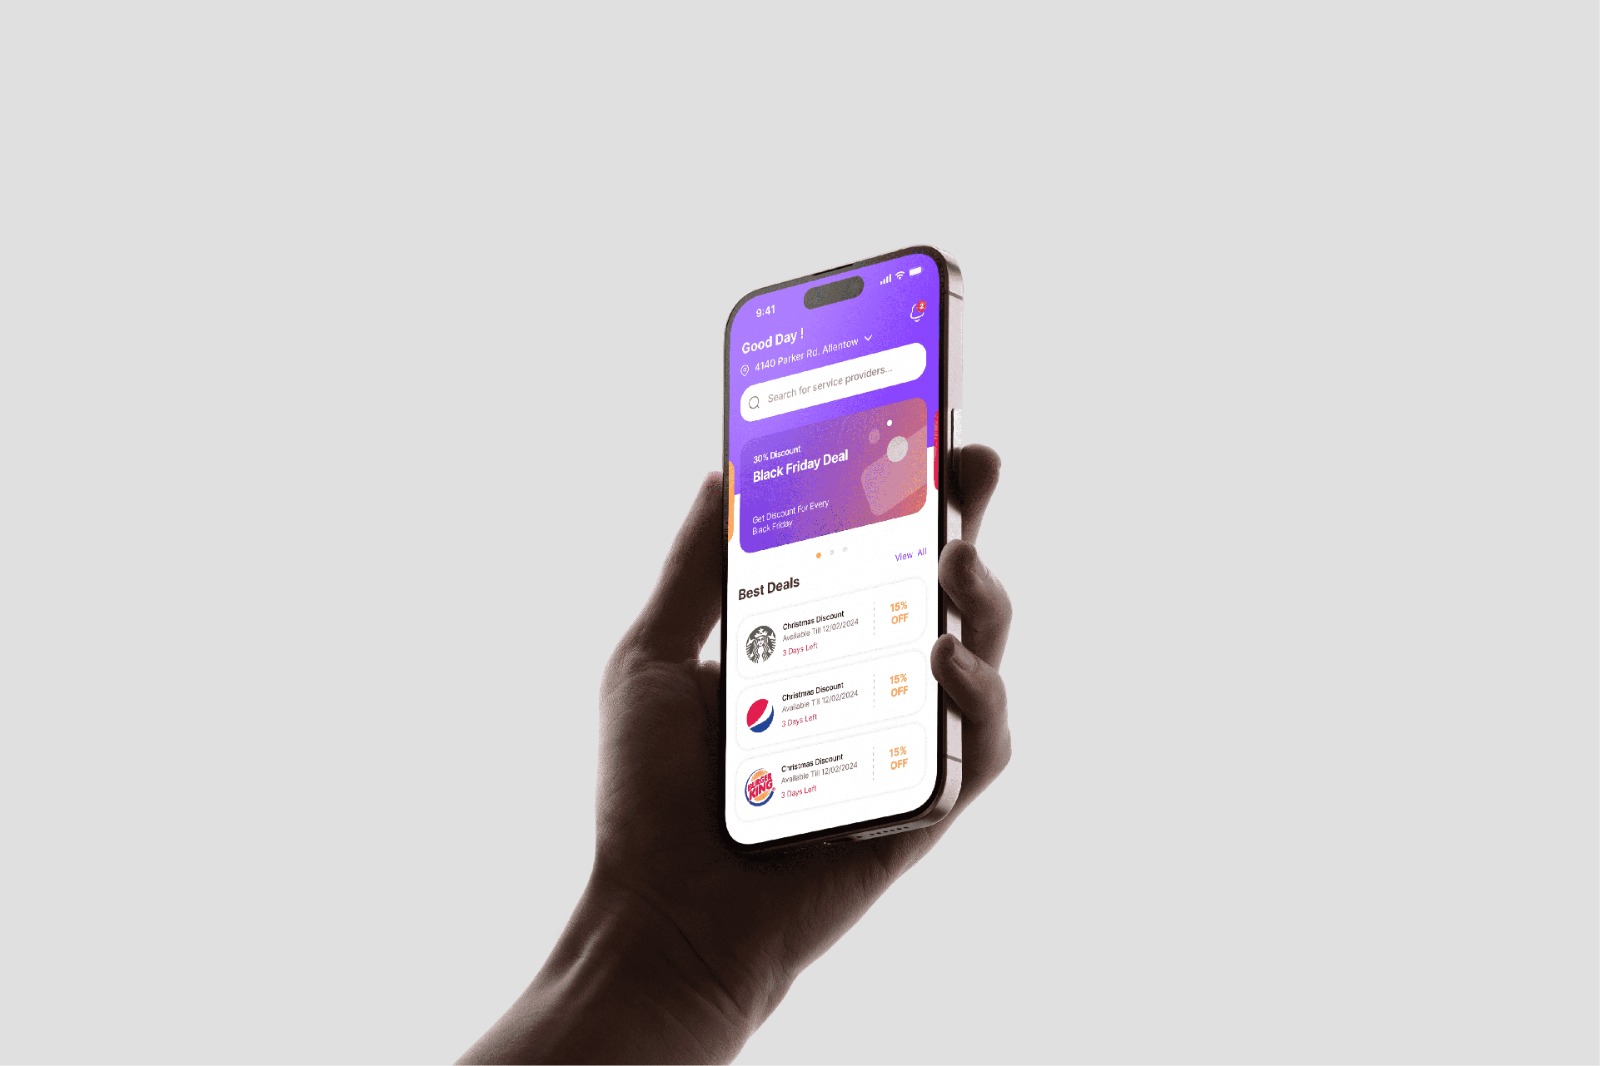 9:41
2
Good Day !
4140 Parker Rd. Allentow
Search for service providers...
30% Discount
Black Friday Deal
Get Discount For Every
Black Friday
View All
Best Deals
Christmas Discount
Available Till 12/02/2024
3 Days Left
15%
OFF
Christmas Discount
Available Till 12/02/2024
3 Days Left
15%
OFF
BURGER
KING
Christmas Discount
Available Till 12/02/2024
3 Days Left
15%
OFF